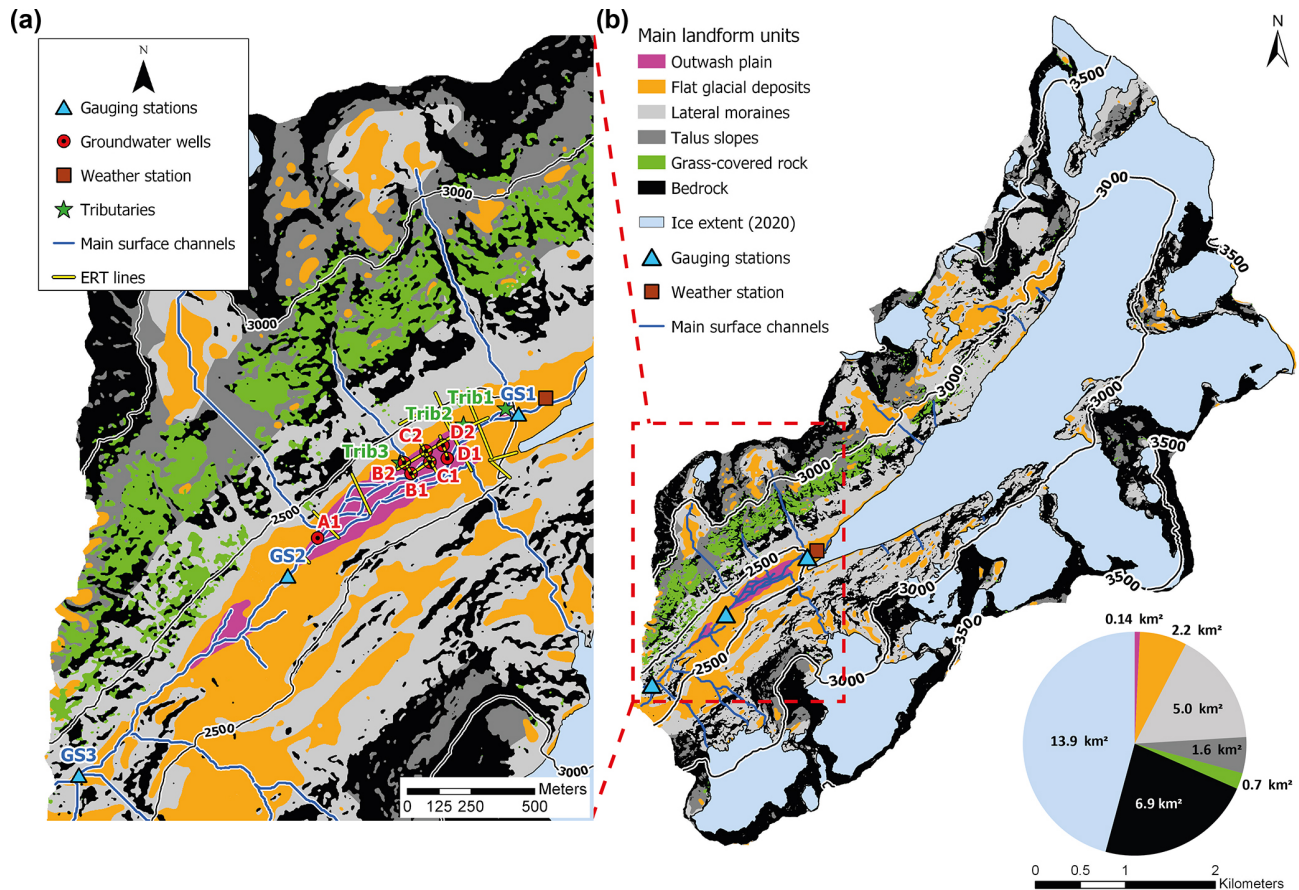 (a)
N
Gauging stations
Groundwater wells
Weather station
Tributaries
Main surface channels
ERT lines
3000
3000
2500
2500
3000
Trib1
GS1
Trib2
C2
D2
Trib3
D1
B2
C1
B1
A1
GS2
GS3
Meters
0 125 250 500
(b)
N
Main landform units
Outwash plain
Flat glacial deposits
Lateral moraines
Talus slopes
Grass-covered rock
Bedrock
Ice extent (2020)
Gauging stations
Weather station
Main surface channels
3500
3000
3500
3000
3000
3500
3000
2500
3000
3500
3500
2500
3000
0.14 km²
2.2 km²
5.0 km²
1.6 km²
0.7 km²
6.9 km²
13.9 km²
0 0.5 1 2
Kilometers